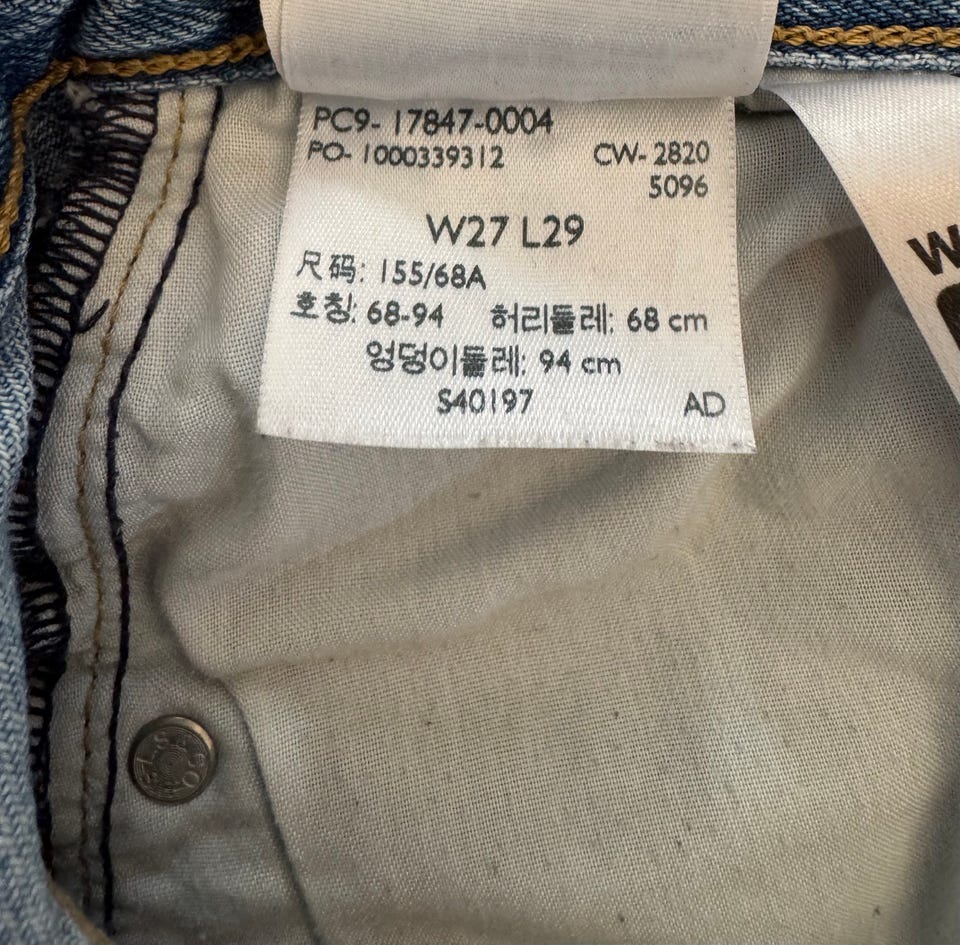 PC9- 17847-0004
PO- 1000339312 CW- 2820
5096
W27 L29
尺码: 155/68A
호칭: 68-94 허리둘레: 68 cm
엉덩이둘레: 94 cm
S40197 AD
W